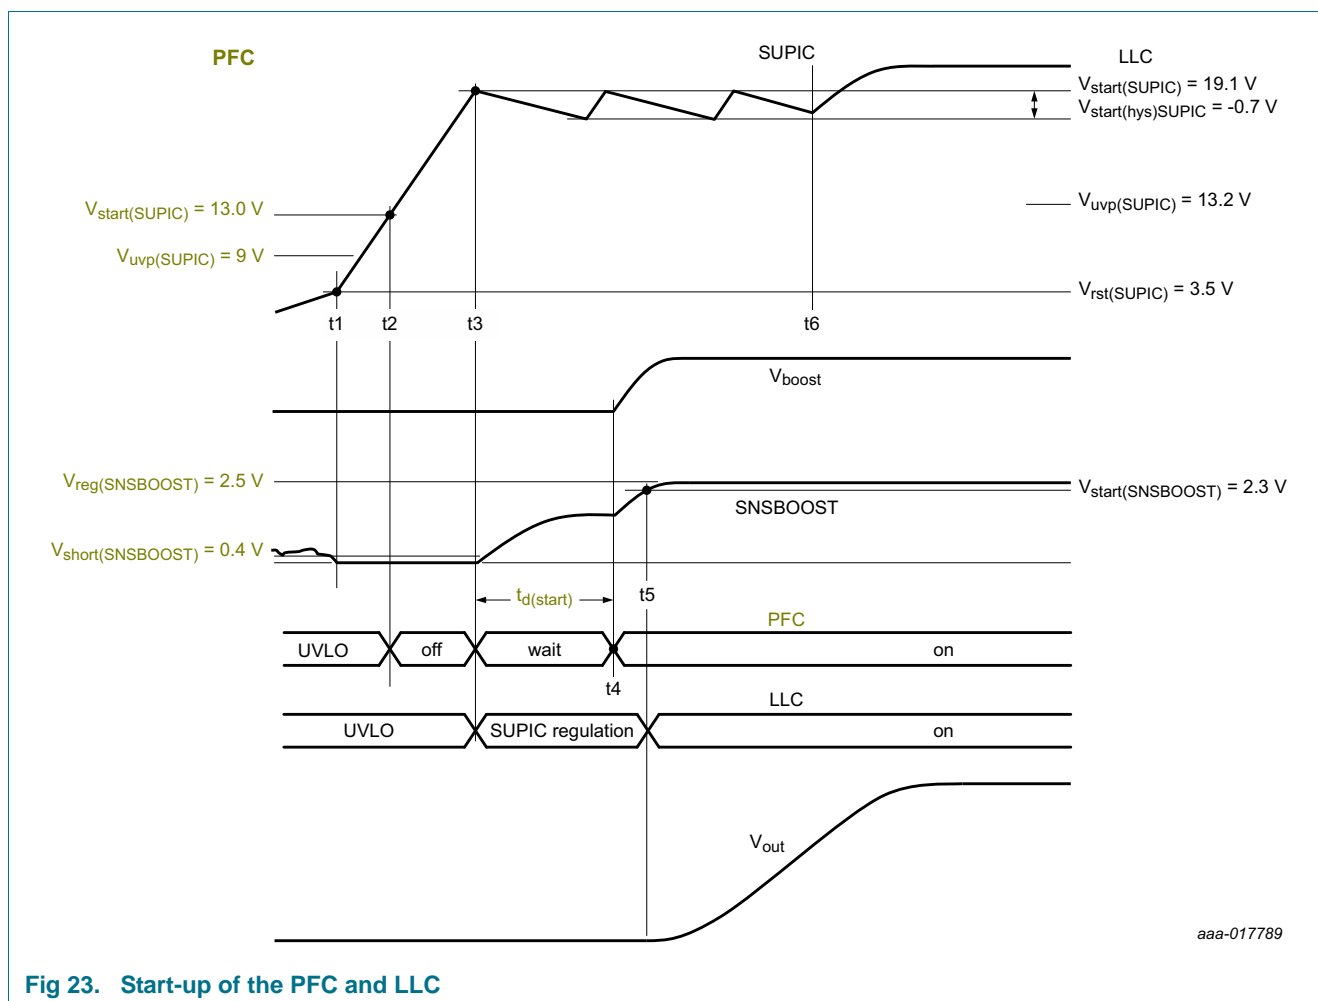 PFC
SUPIC
LLC
Vstart(SUPIC) = 19.1 V
Vstart(hys)SUPIC = -0.7 V
Vstart(SUPIC) = 13.0 V
Vuvp(SUPIC) = 13.2 V
Vuvp(SUPIC) = 9 V
Vrst(SUPIC) = 3.5 V
t1
t2
t3
t6
Vboost
Vreg(SNSBOOST) = 2.5 V
Vstart(SNSBOOST) = 2.3 V
SNSBOOST
Vshort(SNSBOOST) = 0.4 V
td(start)
t5
PFC
UVLO
off
wait
on
t4
LLC
UVLO
SUPIC regulation
on
Vout
aaa-017789
Fig 23. Start-up of the PFC and LLC